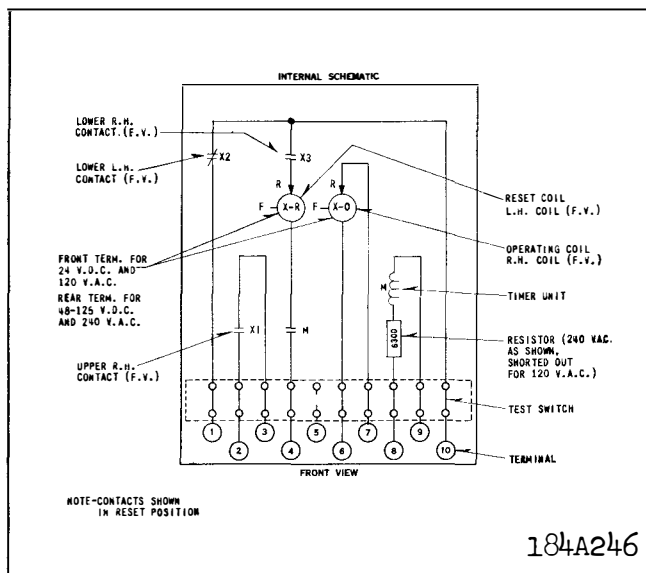 INTERNAL SCHEMATIC
LOWER R.H.
CONTACT.(F.V.)
LOWER L.H.
CONTACT (F.V.)
X2
X3
R
R
F
X-R
F
X-O
RESET COIL
L.H. COIL (F.V.)
OPERATING COIL
R.H. COIL (F.V.)
FRONT TERM. FOR
24 V.D.C. AND
120 V.A.C.
REAR TERM. FOR
48-125 V.D.C.
AND 240 V.A.C.
M
TIMER UNIT
X1
M
6300
RESISTOR (240 VAC.
AS SHOWN,
SHORTED OUT
FOR 120 V.A.C.)
UPPER R.H.
CONTACT (F.V.)
TEST SWITCH
1
3
5
7
9
2
4
6
8
10
TERMINAL
FRONT VIEW
NOTE-CONTACTS SHOWN
IN RESET POSITION
184A246